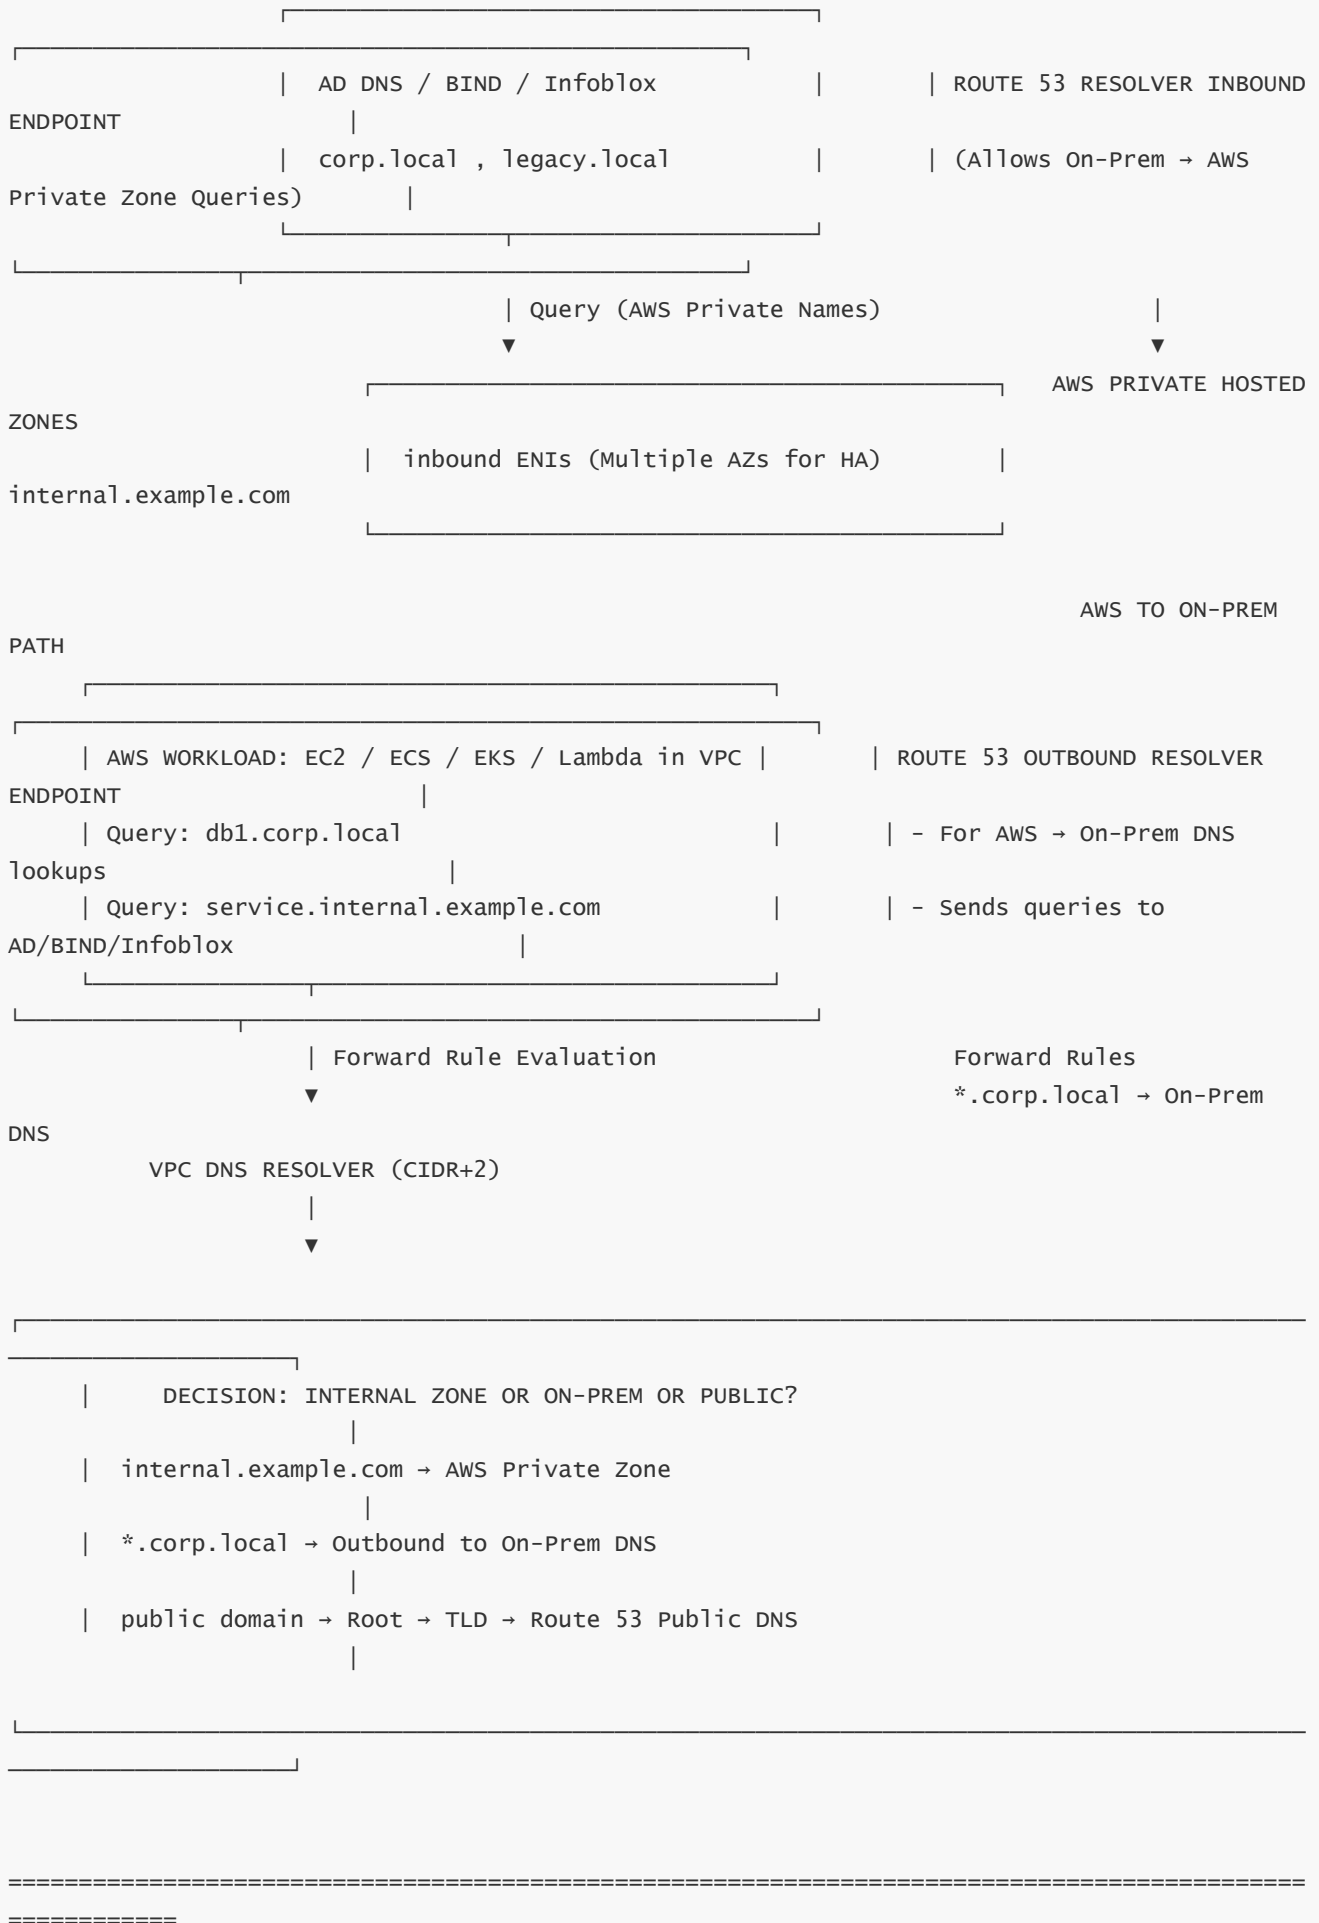 │ AD DNS / BIND / Infoblox │ │ ROUTE 53 RESOLVER INBOUND
ENDPOINT │
│ corp.local , legacy.local │ │ (Allows On-Prem → AWS
Private Zone Queries) │
│ Query (AWS Private Names) │
▼ ▼
AWS PRIVATE HOSTED
ZONES
│ inbound ENIs (Multiple AZs for HA) │
internal.example.com
AWS TO ON-PREM
PATH
│ AWS WORKLOAD: EC2 / ECS / EKS / Lambda in VPC │ │ ROUTE 53 OUTBOUND RESOLVER
ENDPOINT │
│ Query: db1.corp.local │ │ - For AWS → On-Prem DNS
lookups │
│ Query: service.internal.example.com │ │ - Sends queries to
AD/BIND/Infoblox │
│ Forward Rule Evaluation Forward Rules
▼ *.corp.local → On-Prem
DNS
VPC DNS RESOLVER (CIDR+2)
│
▼
│ DECISION: INTERNAL ZONE OR ON-PREM OR PUBLIC?
│
│ internal.example.com → AWS Private Zone
│
│ *.corp.local → Outbound to On-Prem DNS
│
│ public domain → Root → TLD → Route 53 Public DNS
│
============================================================================================
============